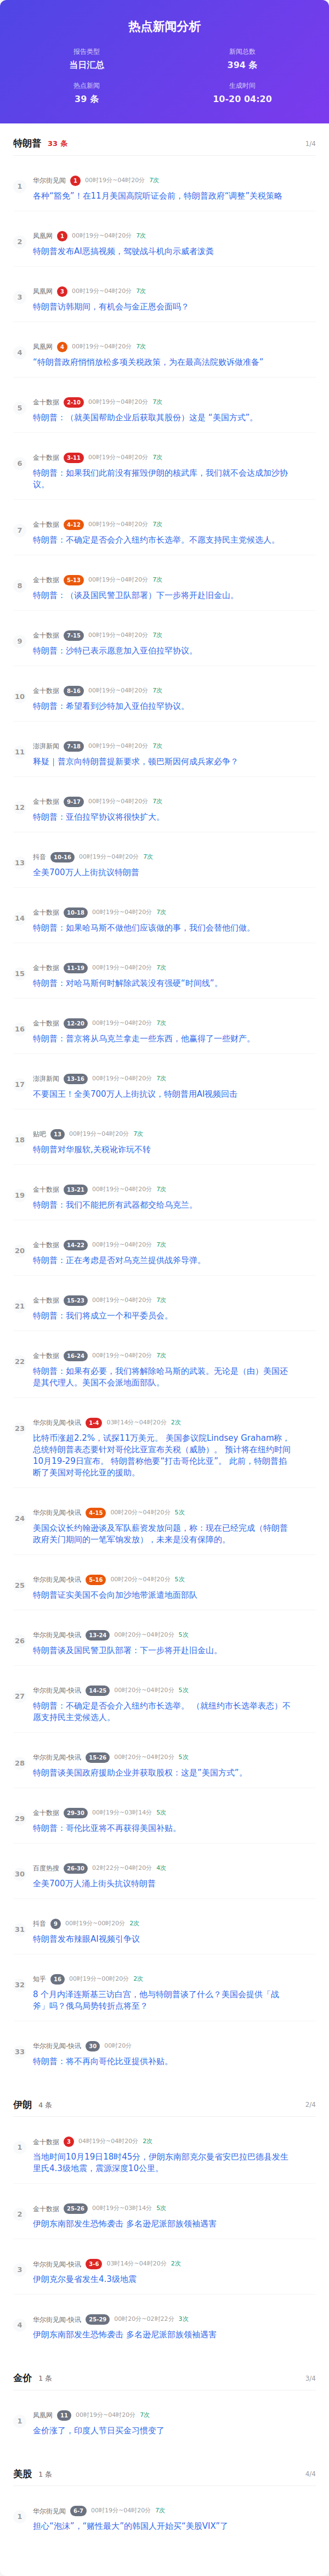 热点新闻分析
报告类型
当日汇总
新闻总数
394 条
热点新闻
39 条
生成时间
10-20 04:20
特朗普 33 条 1/4
1
华尔街见闻 1 00时19分~04时20分 7次
各种“豁免”！在11月美国高院听证会前，特朗普政府“调整”关税策略
2
凤凰网 1 00时19分~04时20分 7次
特朗普发布AI恶搞视频，驾驶战斗机向示威者泼粪
3
凤凰网 3 00时19分~04时20分 7次
特朗普访韩期间，有机会与金正恩会面吗？
4
凤凰网 4 00时19分~04时20分 7次
“特朗普政府悄悄放松多项关税政策，为在最高法院败诉做准备”
5
金十数据 2-10 00时19分~04时20分 7次
特朗普：（就美国帮助企业后获取其股份）这是 “美国方式”。
6
金十数据 3-11 00时19分~04时20分 7次
特朗普：如果我们此前没有摧毁伊朗的核武库，我们就不会达成加沙协
议。
7
金十数据 4-12 00时19分~04时20分 7次
特朗普：不确定是否会介入纽约市长选举。不愿支持民主党候选人。
8
金十数据 5-13 00时19分~04时20分 7次
特朗普：（谈及国民警卫队部署）下一步将开赴旧金山。
9
金十数据 7-15 00时19分~04时20分 7次
特朗普：沙特已表示愿意加入亚伯拉罕协议。
10
金十数据 8-16 00时19分~04时20分 7次
特朗普：希望看到沙特加入亚伯拉罕协议。
11
澎湃新闻 7-18 00时19分~04时20分 7次
释疑｜普京向特朗普提新要求，顿巴斯因何成兵家必争？
12
金十数据 9-17 00时19分~04时20分 7次
特朗普：亚伯拉罕协议将很快扩大。
13
抖音 10-16 00时19分~04时20分 7次
全美700万人上街抗议特朗普
14
金十数据 10-18 00时19分~04时20分 7次
特朗普：如果哈马斯不做他们应该做的事，我们会替他们做。
15
金十数据 11-19 00时19分~04时20分 7次
特朗普：对哈马斯何时解除武装没有强硬“时间线”。
16
金十数据 12-20 00时19分~04时20分 7次
特朗普：普京将从乌克兰拿走一些东西，他赢得了一些财产。
17
澎湃新闻 13-16 00时19分~04时20分 7次
不要国王！全美700万人上街抗议，特朗普用AI视频回击
18
贴吧 13 00时19分~04时20分 7次
特朗普对华服软,关税讹诈玩不转
19
金十数据 13-21 00时19分~04时20分 7次
特朗普：我们不能把所有武器都交给乌克兰。
20
金十数据 14-22 00时19分~04时20分 7次
特朗普：正在考虑是否对乌克兰提供战斧导弹。
21
金十数据 15-23 00时19分~04时20分 7次
特朗普：我们将成立一个和平委员会。
22
金十数据 16-24 00时19分~04时20分 7次
特朗普：如果有必要，我们将解除哈马斯的武装。无论是（由）美国还
是其代理人。美国不会派地面部队。
23
华尔街见闻-快讯 1-4 03时14分~04时20分 2次
比特币涨超2.2%，试探11万美元。 美国参议院Lindsey Graham称，
总统特朗普表态要针对哥伦比亚宣布关税（威胁）。 预计将在纽约时间
10月19-29日宣布。 特朗普称他要“打击哥伦比亚”。 此前，特朗普掐
断了美国对哥伦比亚的援助。
24
华尔街见闻-快讯 4-15 00时20分~04时20分 5次
美国众议长约翰逊谈及军队薪资发放问题，称：现在已经完成（特朗普
政府关门期间的一笔军饷发放），未来是没有保障的。
25
华尔街见闻-快讯 5-16 00时20分~04时20分 5次
特朗普证实美国不会向加沙地带派遣地面部队
26
华尔街见闻-快讯 13-24 00时20分~04时20分 5次
特朗普谈及国民警卫队部署：下一步将开赴旧金山。
27
华尔街见闻-快讯 14-25 00时20分~04时20分 5次
特朗普：不确定是否会介入纽约市长选举。 （就纽约市长选举表态）不
愿支持民主党候选人。
28
华尔街见闻-快讯 15-26 00时20分~04时20分 5次
特朗普谈美国政府援助企业并获取股权：这是“美国方式”。
29
金十数据 29-30 00时19分~03时14分 5次
特朗普：哥伦比亚将不再获得美国补贴。
30
百度热搜 26-30 02时22分~04时20分 4次
全美700万人涌上街头抗议特朗普
31
抖音 9 00时19分~00时20分 2次
特朗普发布辣眼AI视频引争议
32
知乎 16 00时19分~00时20分 2次
8 个月内泽连斯基三访白宫，他与特朗普谈了什么？美国会提供「战
斧」吗？俄乌局势转折点将至？
33
华尔街见闻-快讯 30 00时20分
特朗普：将不再向哥伦比亚提供补贴。
伊朗 4 条 2/4
1
金十数据 3 04时19分~04时20分 2次
当地时间10月19日18时45分，伊朗东南部克尔曼省安巴拉巴德县发生
里氏4.3级地震，震源深度10公里。
2
金十数据 25-26 00时19分~03时14分 5次
伊朗东南部发生恐怖袭击 多名逊尼派部族领袖遇害
3
华尔街见闻-快讯 3-6 03时14分~04时20分 2次
伊朗克尔曼省发生4.3级地震
4
华尔街见闻-快讯 25-29 00时20分~02时22分 3次
伊朗东南部发生恐怖袭击 多名逊尼派部族领袖遇害
金价 1 条 3/4
1
凤凰网 11 00时19分~04时20分 7次
金价涨了，印度人节日买金习惯变了
美股 1 条 4/4
1
华尔街见闻 6-7 00时19分~04时20分 7次
担心“泡沫”，“赌性最大”的韩国人开始买“美股VIX”了